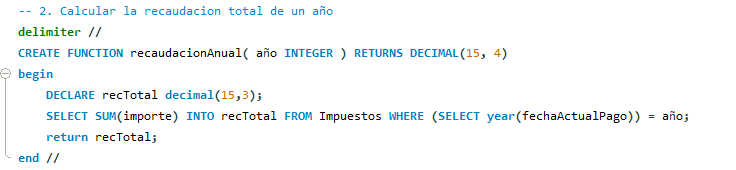 -- 2. Calcular la recaudacion total de un año
delimiter //
CREATE FUNCTION recaudacionAnual( año INTEGER ) RETURNS DECIMAL(15, 4)
begin
DECLARE recTotal decimal(15,3);
SELECT SUM(importe) INTO recTotal FROM Impuestos WHERE (SELECT year(fechaActualPago)) = año;
return recTotal;
end //